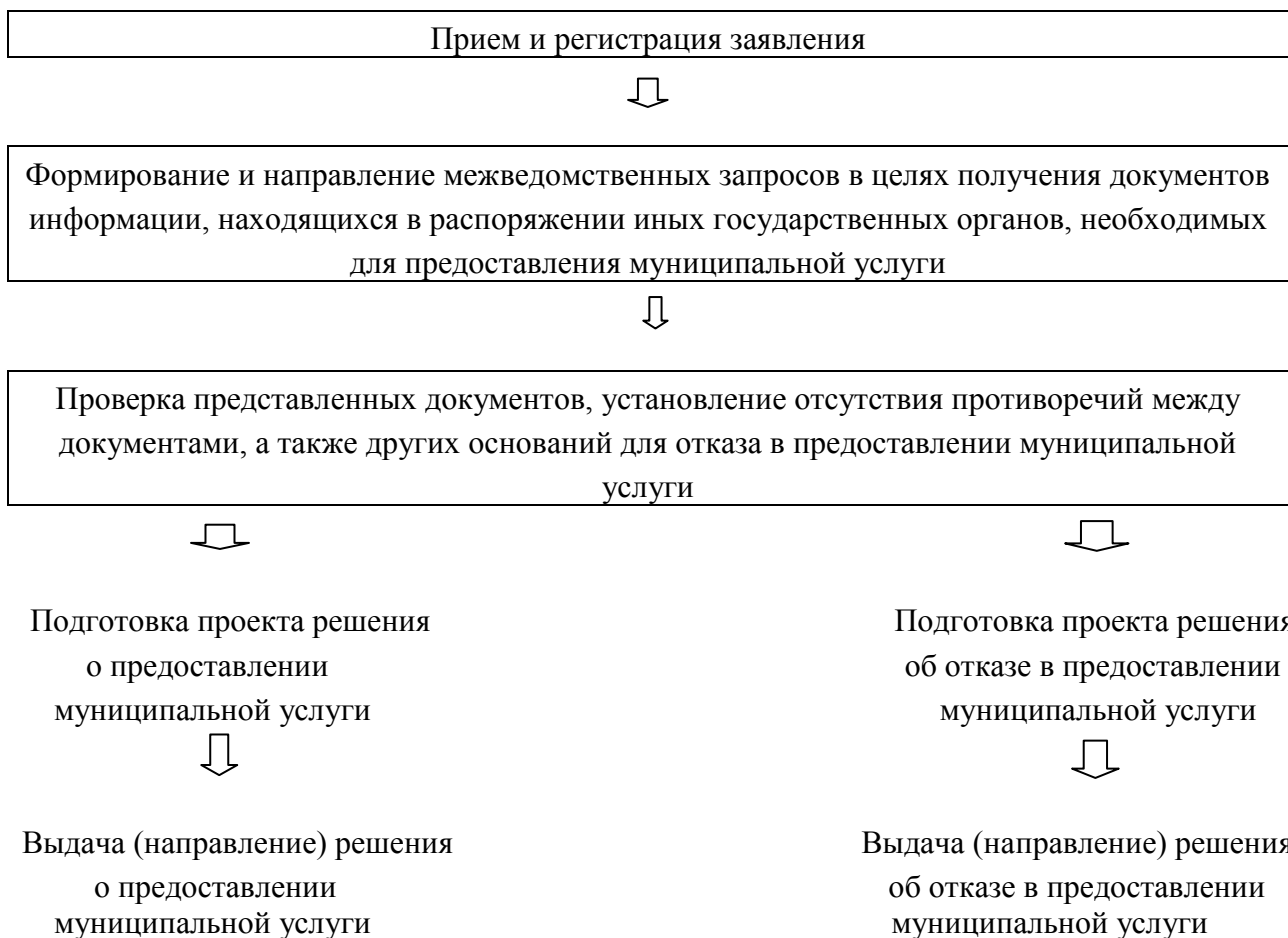 Прием и регистрация заявления
Формирование и направление межведомственных запросов в целях получения документов
информации, находящихся в распоряжении иных государственных органов, необходимых
для предоставления муниципальной услуги
Проверка представленных документов, установление отсутствия противоречий между
документами, а также других оснований для отказа в предоставлении муниципальной
услуги
Подготовка проекта решения
о предоставлении
муниципальной услуги
Подготовка проекта решения
об отказе в предоставлении
муниципальной услуги
Выдача (направление) решения
о предоставлении
муниципальной услуги
Выдача (направление) решения
об отказе в предоставлении
муниципальной услуги